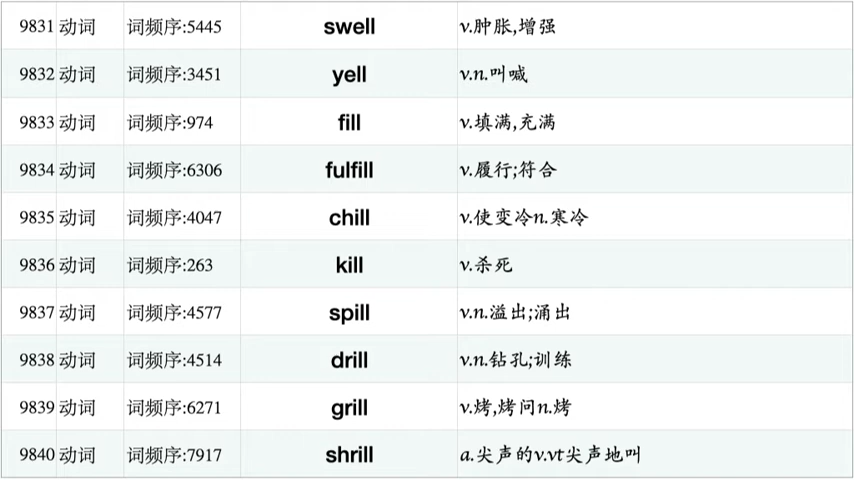 9831 动词 词频序:5445 swell v.肿胀,增强
9832 动词 词频序:3451 yell v.n.叫喊
9833 动词 词频序:974 fill v.填满,充满
9834 动词 词频序:6306 fulfill v.履行;符合
9835 动词 词频序:4047 chill v.使变冷n.寒冷
9836 动词 词频序:263 kill v.杀死
9837 动词 词频序:4577 spill v.n.溢出;涌出
9838 动词 词频序:4514 drill v.n.钻孔;训练
9839 动词 词频序:6271 grill v.烤,烤问n.烤
9840 动词 词频序:7917 shrill a.尖声的v.vt尖声地叫